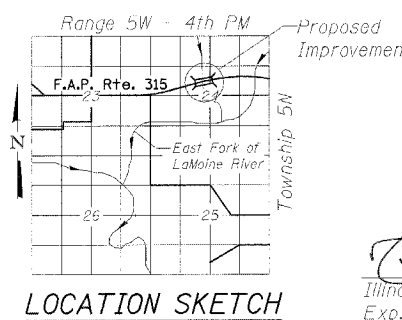 Range 5W - 4th PM
Proposed
Improvemen
F.A.P. Rte. 315
23
24
East Fork of
LaMoine River
Township 5N
N
26
25
LOCATION SKETCH
Illino
Exp.